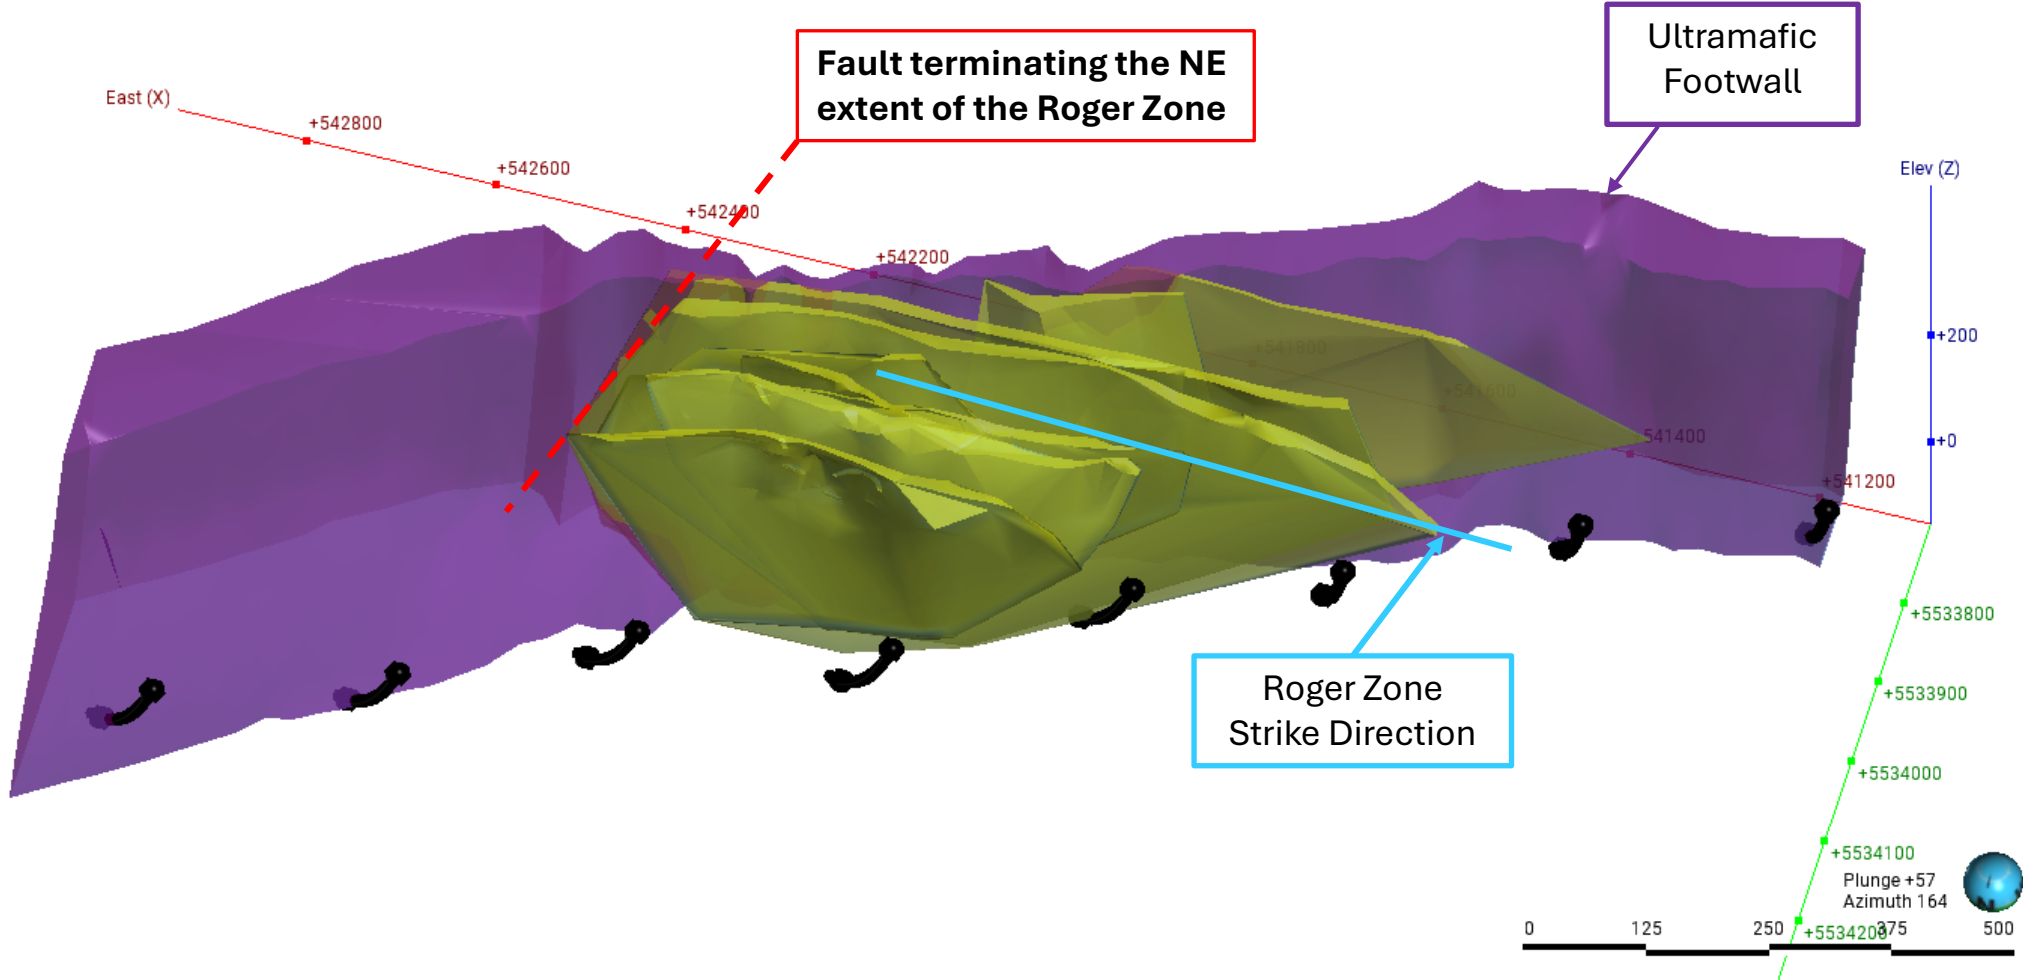 Fault terminating the NE
extent of the Roger Zone
Ultramafic
Footwall
East (X)
+542800
+542600
+542400
+542200
+541800
+541600
541400
+541200
Elev (Z)
+200
+0
+5533800
+5533900
+5534000
+5534100
+5534200
Roger Zone
Strike Direction
Plunge +57
Azimuth 164
0 125 250 375 500